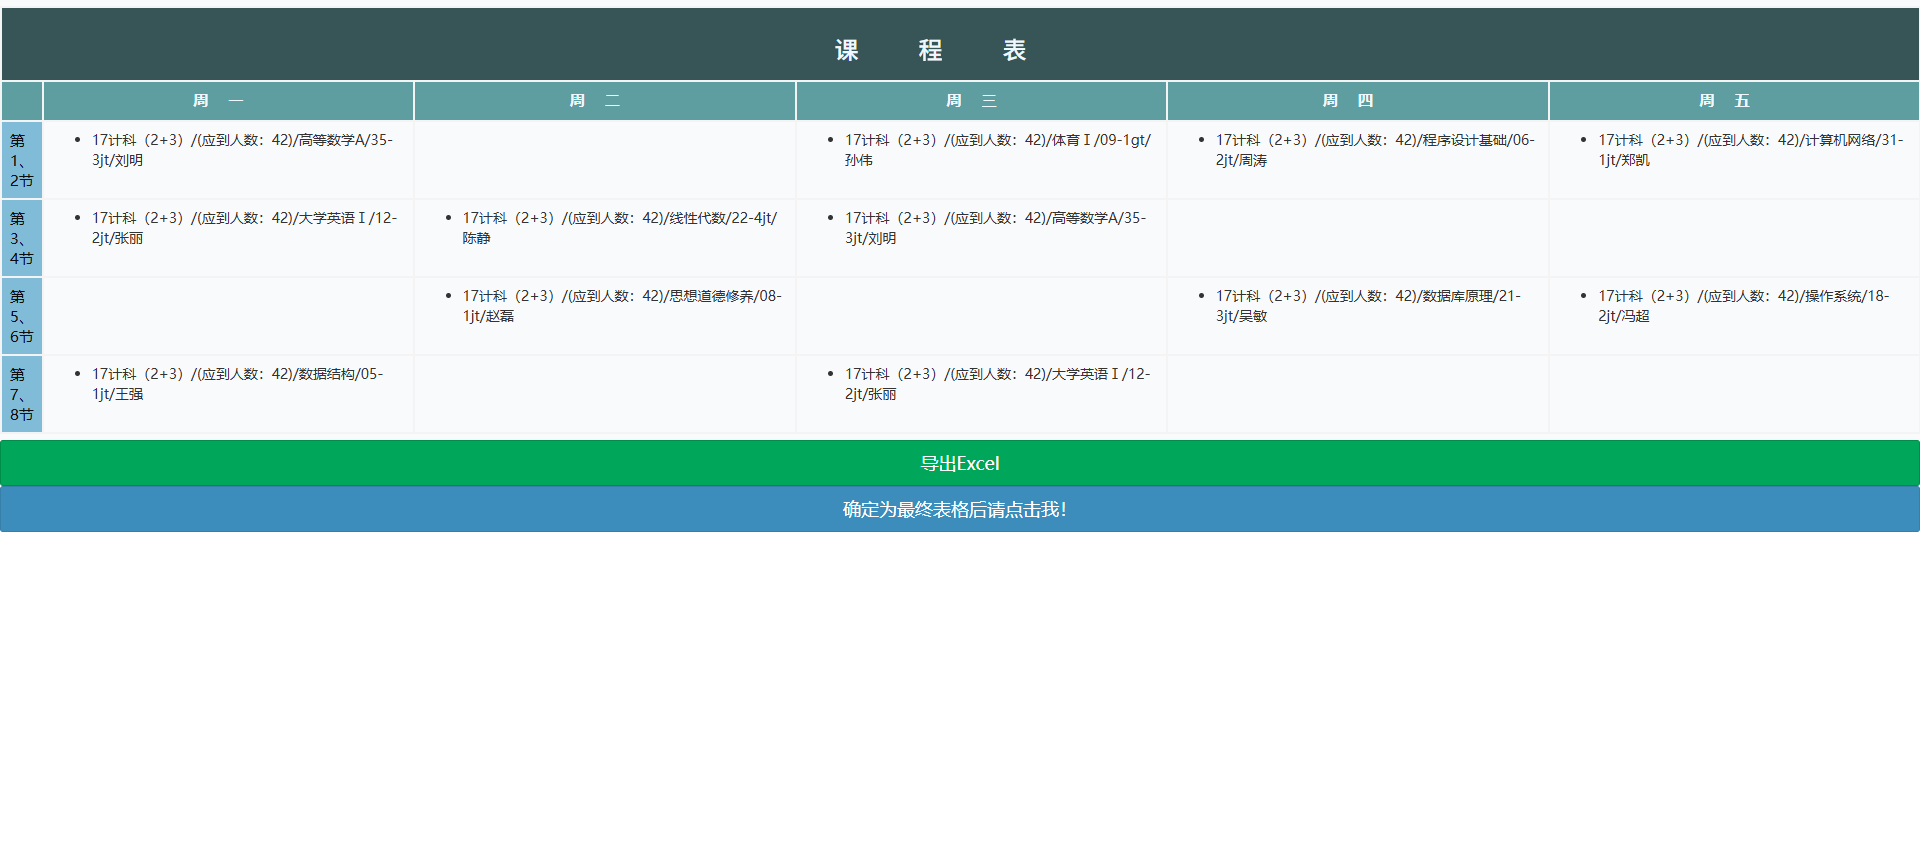 课 程 表
周 一 周 二 周 三 周 四 周 五
第
1、
2节
17计科（2+3）/(应到人数：42)/高等数学A/35-
3jt/刘明
17计科（2+3）/(应到人数：42)/体育Ⅰ/09-1gt/
孙伟
17计科（2+3）/(应到人数：42)/程序设计基础/06-
2jt/周涛
17计科（2+3）/(应到人数：42)/计算机网络/31-
1jt/郑凯
第
3、
4节
17计科（2+3）/(应到人数：42)/大学英语Ⅰ/12-
2jt/张丽
17计科（2+3）/(应到人数：42)/线性代数/22-4jt/
陈静
17计科（2+3）/(应到人数：42)/高等数学A/35-
3jt/刘明
第
5、
6节
17计科（2+3）/(应到人数：42)/思想道德修养/08-
1jt/赵磊
17计科（2+3）/(应到人数：42)/数据库原理/21-
3jt/吴敏
17计科（2+3）/(应到人数：42)/操作系统/18-
2jt/冯超
第
7、
8节
17计科（2+3）/(应到人数：42)/数据结构/05-
1jt/王强
17计科（2+3）/(应到人数：42)/大学英语Ⅰ/12-
2jt/张丽
导出Excel
确定为最终表格后请点击我！